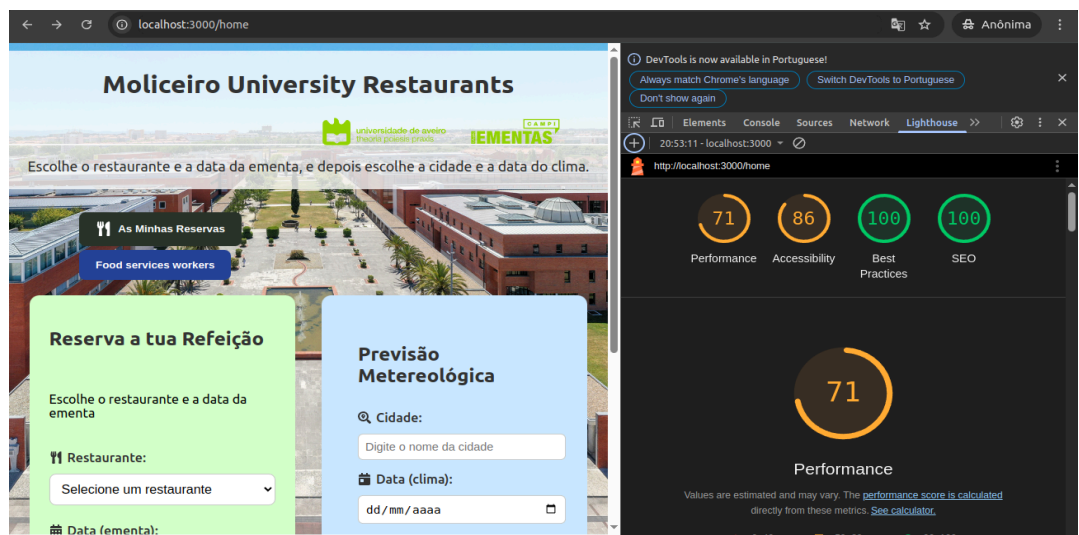 localhost:3000/home
Anônima
Moliceiro University Restaurants
universidade de aveiro
theoria poiesis praxis
CAMPI
EMENTAS
Escolhe o restaurante e a data da ementa, e depois escolhe a cidade e a data do clima.
As Minhas Reservas
Food services workers
Reserva a tua Refeição
Escolhe o restaurante e a data da
ementa
Restaurante:
Selecione um restaurante
Data (ementa):
Previsão
Metereológica
Cidade:
Digite o nome da cidade
Data (clima):
dd/mm/aaaa
DevTools is now available in Portuguese!
Always match Chrome's language
Switch DevTools to Portuguese
Don't show again
Elements Console Sources Network Lighthouse
20:53:11 - localhost:3000
http://localhost:3000/home
71 86 100 100
Performance Accessibility Best SEO
Practices
71
Performance
Values are estimated and may vary. The performance score is calculated
directly from these metrics. See calculator.